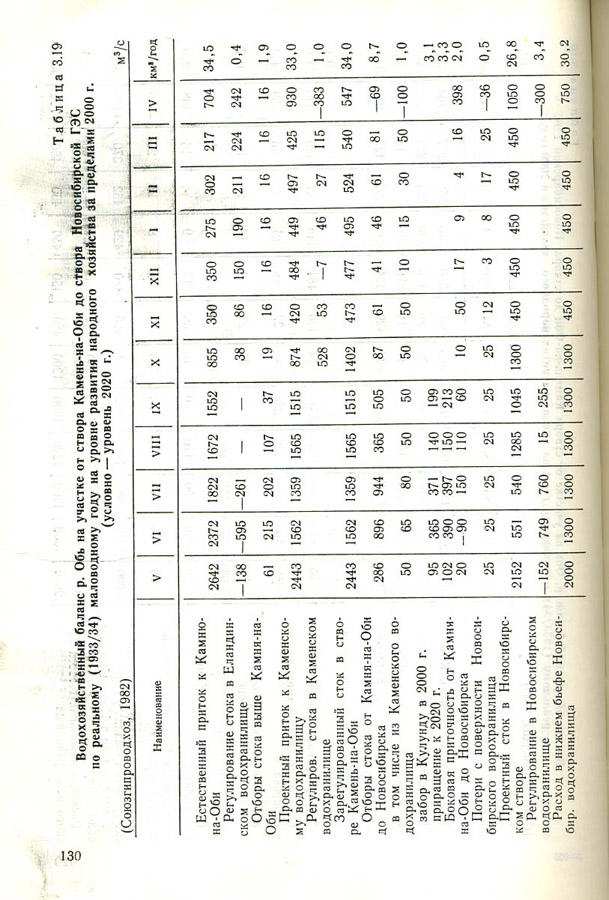 130
Таблица 3.19
Водохозяйственный баланс р. Обь на участке от створа Камень-на-Оби до створа Новосибирской ГЭС
по реальному (1933/34) маловодному году на уровне развития народного хозяйства за пределами 2000 г.
(условно — уровень 2020 г.)
(Союзгипроводхоз, 1982) м³/с
Наименование V VI VII VIII IX X XI XII I II III IV км³/год
Естественный приток к Камню-
на-Оби 2642 2372 1822 1672 1552 855 350 350 275 302 217 704 34,5
Регулирование стока в Еландин-
ском водохранилище —138 —595 —261 — — 38 86 150 190 211 224 242 0,4
Отборы стока выше Камня-на-
Оби 61 215 202 107 37 19 16 16 16 16 16 16 1,9
Проектный приток к Каменско-
му водохранилищу 2443 1562 1359 1565 1515 874 420 484 449 497 425 930 33,0
Регулиров. стока в Каменском
водохранилище 528 53 —7 46 27 115 —383 1,0
Зарегулированный сток в ство-
ре Камень-на-Оби 2443 1562 1359 1565 1515 1402 473 477 495 524 540 547 34,0
Отборы стока от Камня-на-Оби
до Новосибирска 286 896 944 365 505 87 61 41 46 61 81 —69 8,7
в том числе из Каменского во-
дохранилища 50 65 80 50 50 50 50 10 15 30 50 —100 1,0
забор в Кулунду в 2000 г. 95 365 371 140 199 3,1
приращение к 2020 г. 102 390 397 150 213 3,3
Боковая приточность от Камня-
на-Оби до Новосибирска 20 —90 150 110 60 10 50 17 9 4 16 398 2,0
Потери с поверхности Новоси-
бирского ворохранилища 25 25 25 25 25 25 12 3 8 17 25 —36 0,5
Проектный сток в Новосибирс-
ком створе 2152 551 540 1285 1045 1300 450 450 450 450 450 1050 26,8
Регулирование в Новосибирском
водохранилище —152 749 760 15 255 —300 3,4
Расход в нижнем бьефе Новоси-
бир. водохранилища 2000 1300 1300 1300 1300 1300 450 450 450 450 450 750 30,2